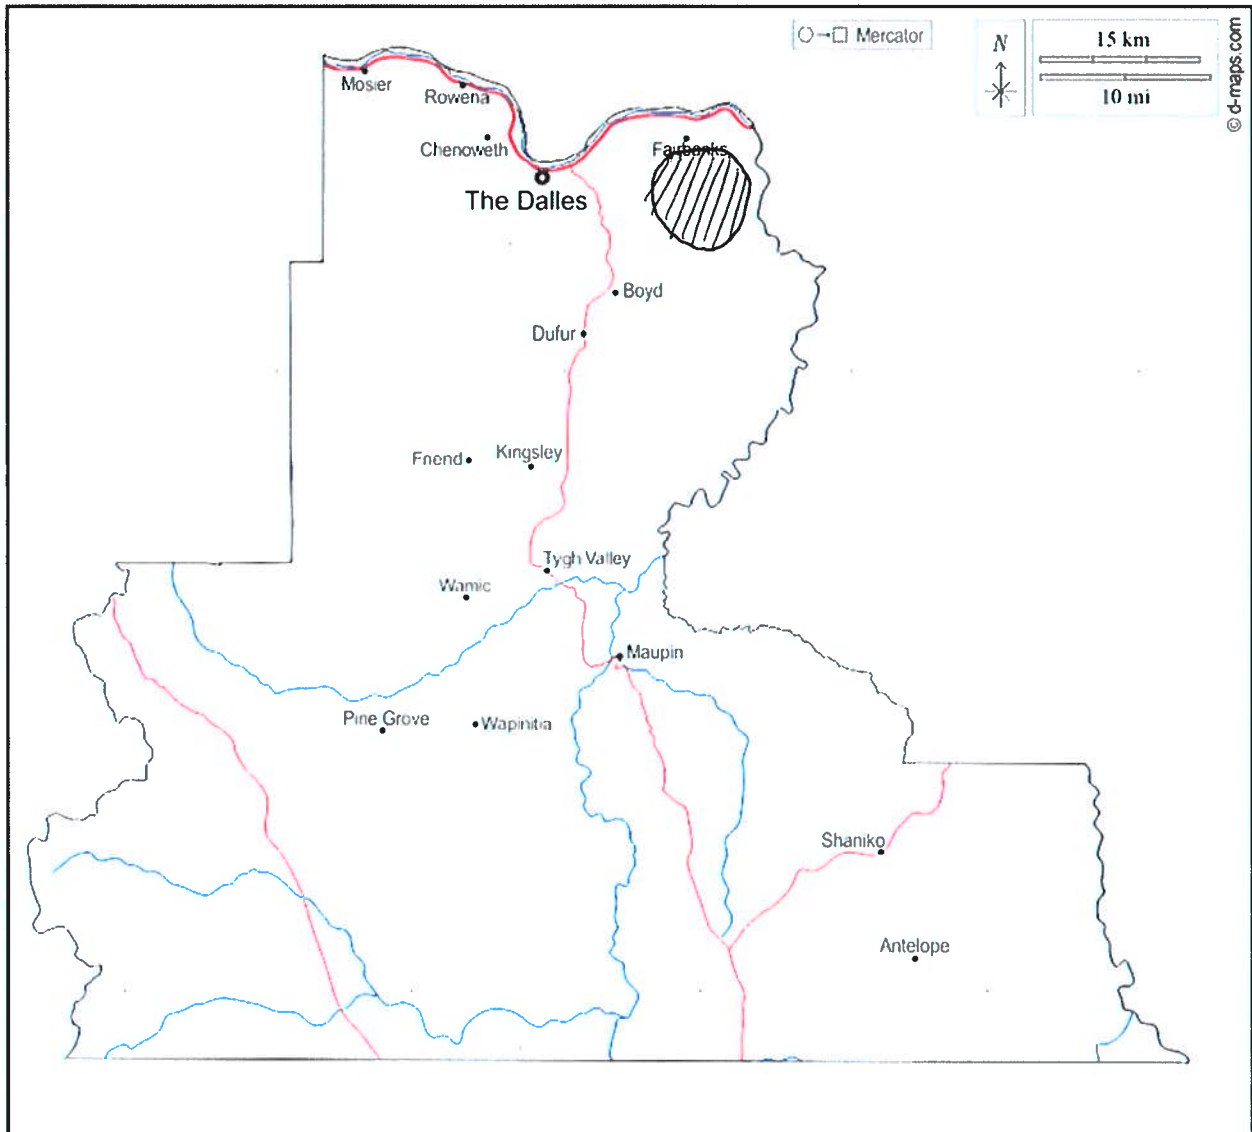 Mercator
N
15 km
10 mi
© d-maps.com
Mosier
Rowena
Chenoweth
Fairbanks
The Dalles
Boyd
Dufur
Friend
Kingsley
Tygh Valley
Wamic
Maupin
Pine Grove
Wapinitia
Shaniko
Antelope